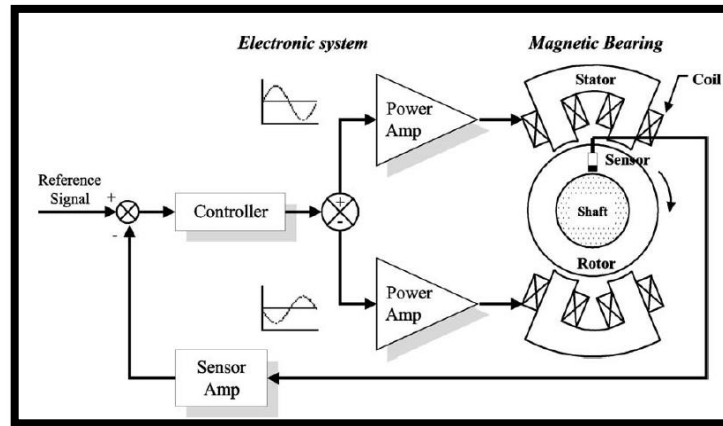 Electronic system
Magnetic Bearing
Stator
Coil
Power
Amp
Sensor
Reference
Signal
+
-
Controller
+
-
Shaft
Rotor
Power
Amp
Sensor
Amp